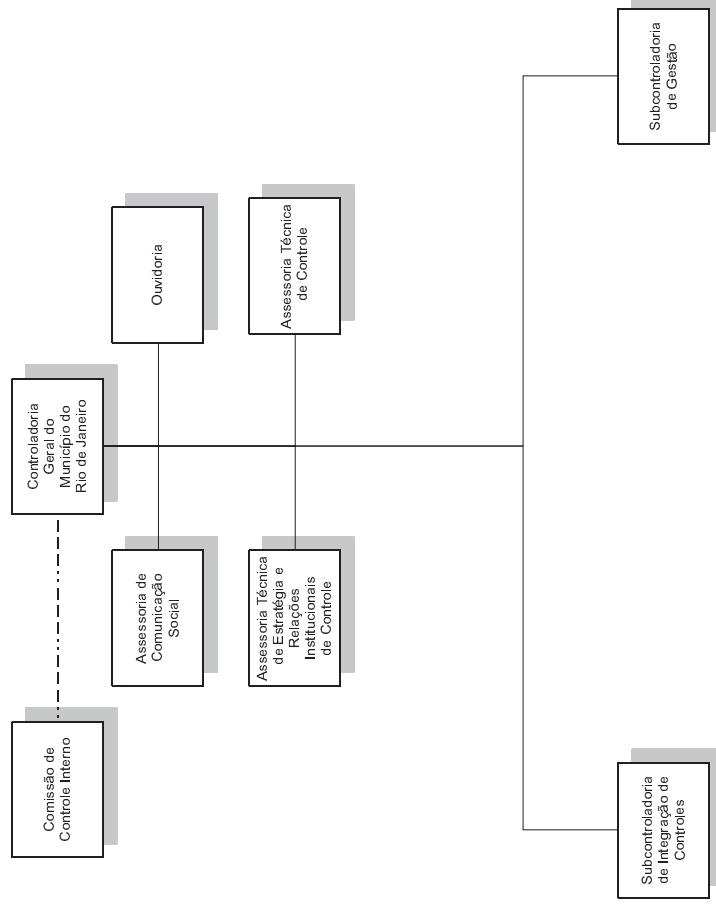 Comissão de
Controle Interno
Controladoria
Geral do
Município do
Rio de Janeiro
Assessoria de
Comunicação
Social
Ouvidoria
Assessoria Técnica
de Estratégia e
Relações
Institucionais
de Controle
Assessoria Técnica
de Controle
Subcontroladoria
de Integração de
Controles
Subcontroladoria
de Gestão